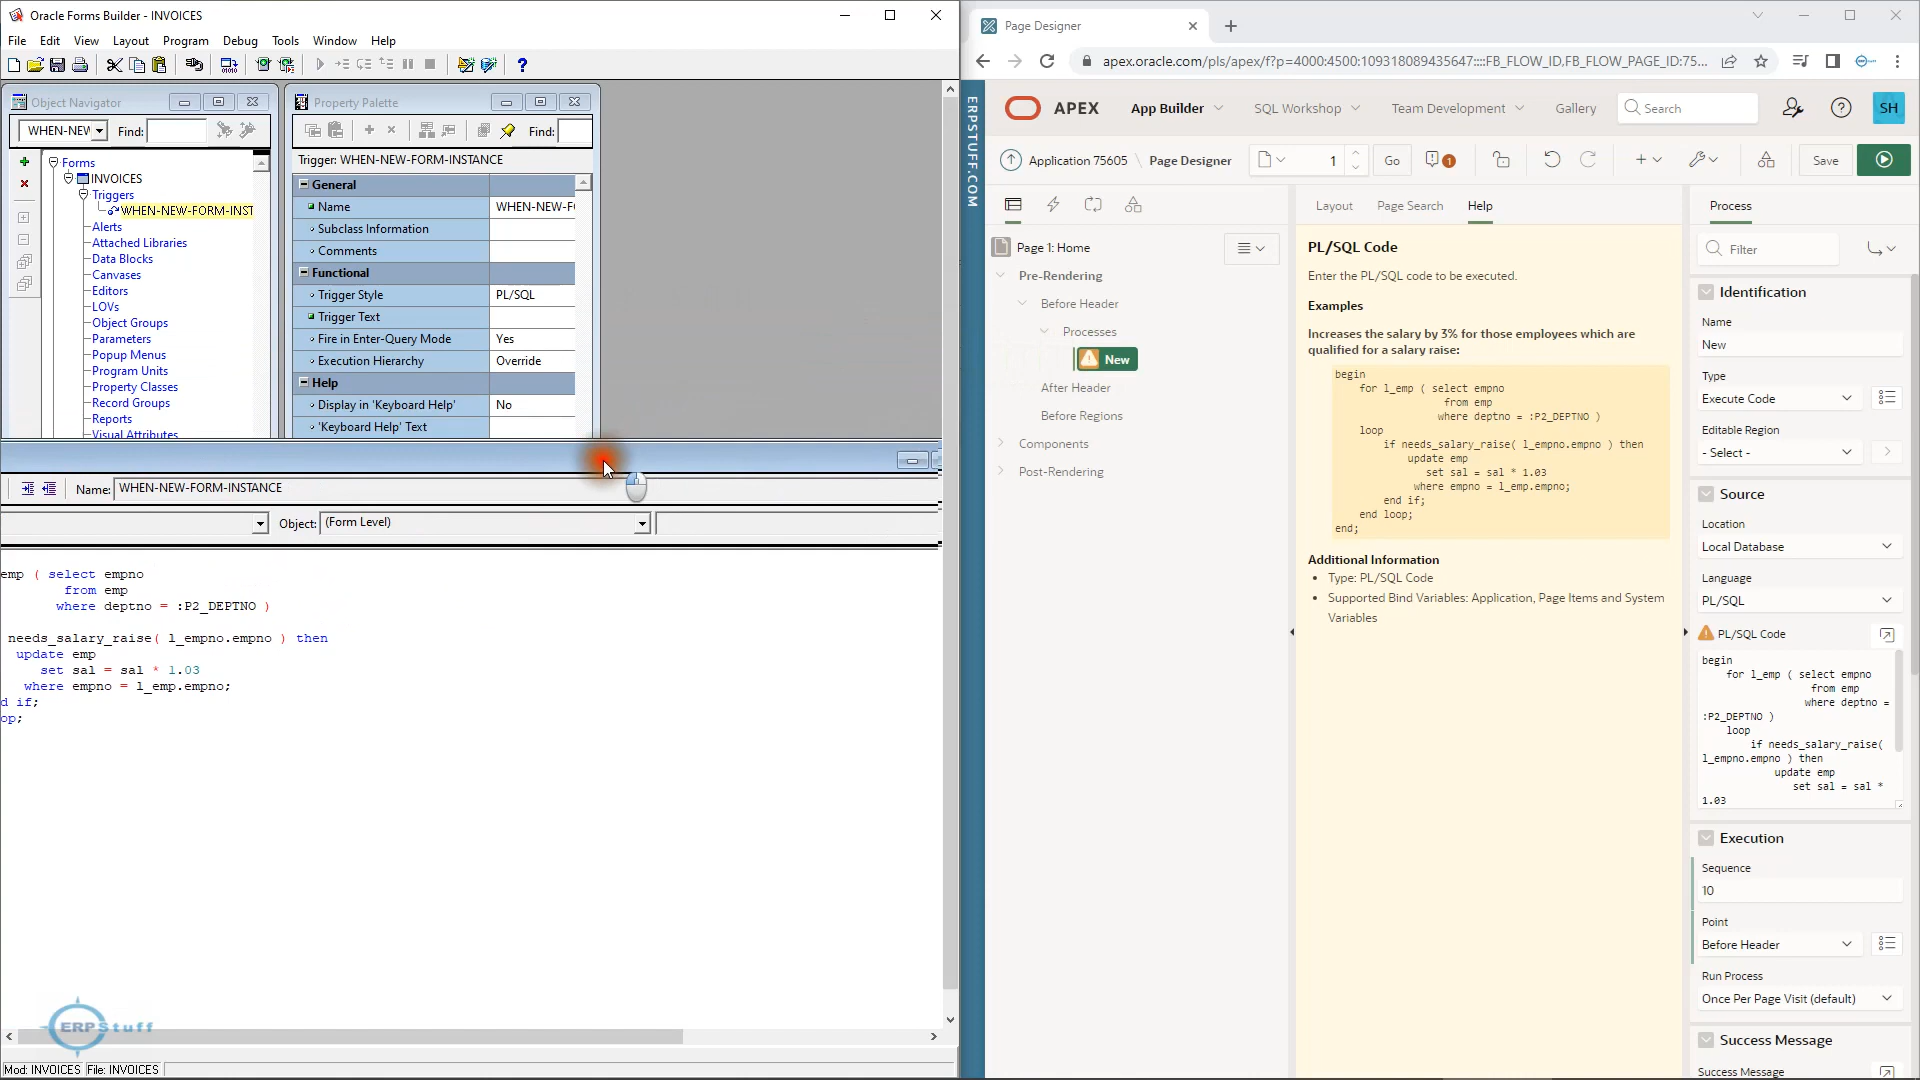 Oracle Forms Builder - INVOICES
File Edit View Layout Program Debug Tools Window Help
Object Navigator
WHEN-NEW
Find:
Forms
INVOICES
Triggers
WHEN-NEW-FORM-INST
Alerts
Attached Libraries
Data Blocks
Canvases
Editors
LOVs
Object Groups
Parameters
Popup Menus
Program Units
Property Classes
Record Groups
Reports
Visual Attributes
Property Palette
Find:
Trigger: WHEN-NEW-FORM-INSTANCE
General
Name WHEN-NEW-F
Subclass Information
Comments
Functional
Trigger Style PL/SQL
Trigger Text
Fire in Enter-Query Mode Yes
Execution Hierarchy Override
Help
Display in 'Keyboard Help' No
'Keyboard Help' Text
Name: WHEN-NEW-FORM-INSTANCE
Object: (Form Level)
emp ( select empno
from emp
where deptno = :P2_DEPTNO )
needs_salary_raise( l_empno.empno ) then
update emp
set sal = sal * 1.03
where empno = l_emp.empno;
d if;
op;
ERPStuff
Mod: INVOICES File: INVOICES
ERPSTUFF.COM
Page Designer
apex.oracle.com/pls/apex/f?p=4000:4500:109318089435647::::FB_FLOW_ID,FB_FLOW_PAGE_ID:75...
APEX App Builder SQL Workshop Team Development Gallery Search SH
Application 75605 \ Page Designer 1 Go 1 Save
Page 1: Home
Pre-Rendering
Before Header
Processes
New
After Header
Before Regions
Components
Post-Rendering
Layout Page Search Help
PL/SQL Code
Enter the PL/SQL code to be executed.
Examples
Increases the salary by 3% for those employees which are
qualified for a salary raise:
begin
for l_emp ( select empno
from emp
where deptno = :P2_DEPTNO )
loop
if needs_salary_raise( l_empno.empno ) then
update emp
set sal = sal * 1.03
where empno = l_emp.empno;
end if;
end loop;
end;
Additional Information
Type: PL/SQL Code
Supported Bind Variables: Application, Page Items and System
Variables
Process
Filter
Identification
Name
New
Type
Execute Code
Editable Region
- Select -
Source
Location
Local Database
Language
PL/SQL
PL/SQL Code
begin
for l_emp ( select empno
from emp
where deptno =
:P2_DEPTNO )
loop
if needs_salary_raise(
l_empno.empno ) then
update emp
set sal = sal *
1.03
Execution
Sequence
10
Point
Before Header
Run Process
Once Per Page Visit (default)
Success Message
Success Message